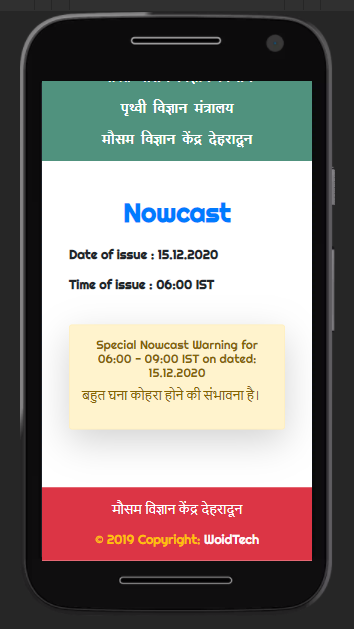 पृथ्वी विज्ञान मंत्रालय
मौसम विज्ञान केंद्र देहरादून
Nowcast
Date of issue : 15.12.2020
Time of issue : 06:00 IST
Special Nowcast Warning for
06:00 - 09:00 IST on dated:
15.12.2020
बहुत घना कोहरा होने की संभावना है।
मौसम विज्ञान केंद्र देहरादून
© 2019 Copyright: WoidTech